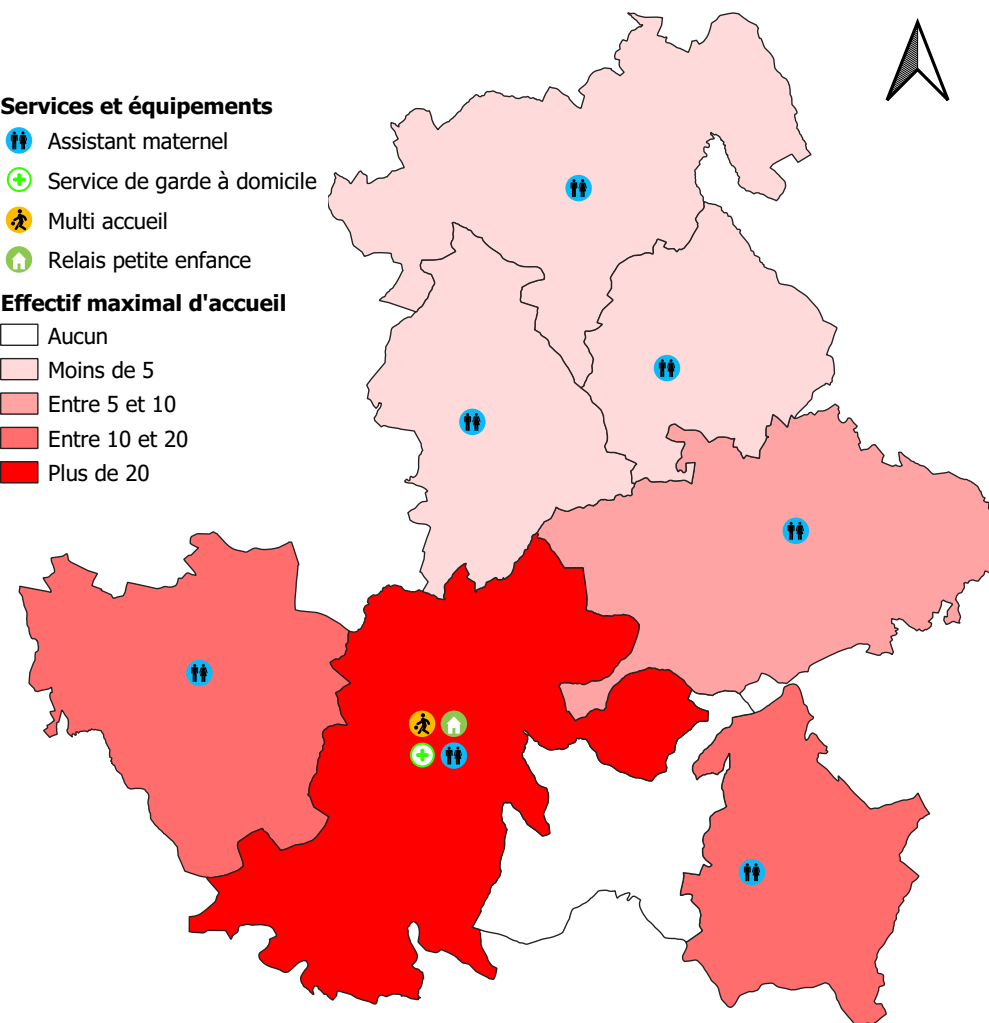 Services et équipements
Assistant maternel
Service de garde à domicile
Multi accueil
Relais petite enfance
Effectif maximal d'accueil
Aucun
Moins de 5
Entre 5 et 10
Entre 10 et 20
Plus de 20